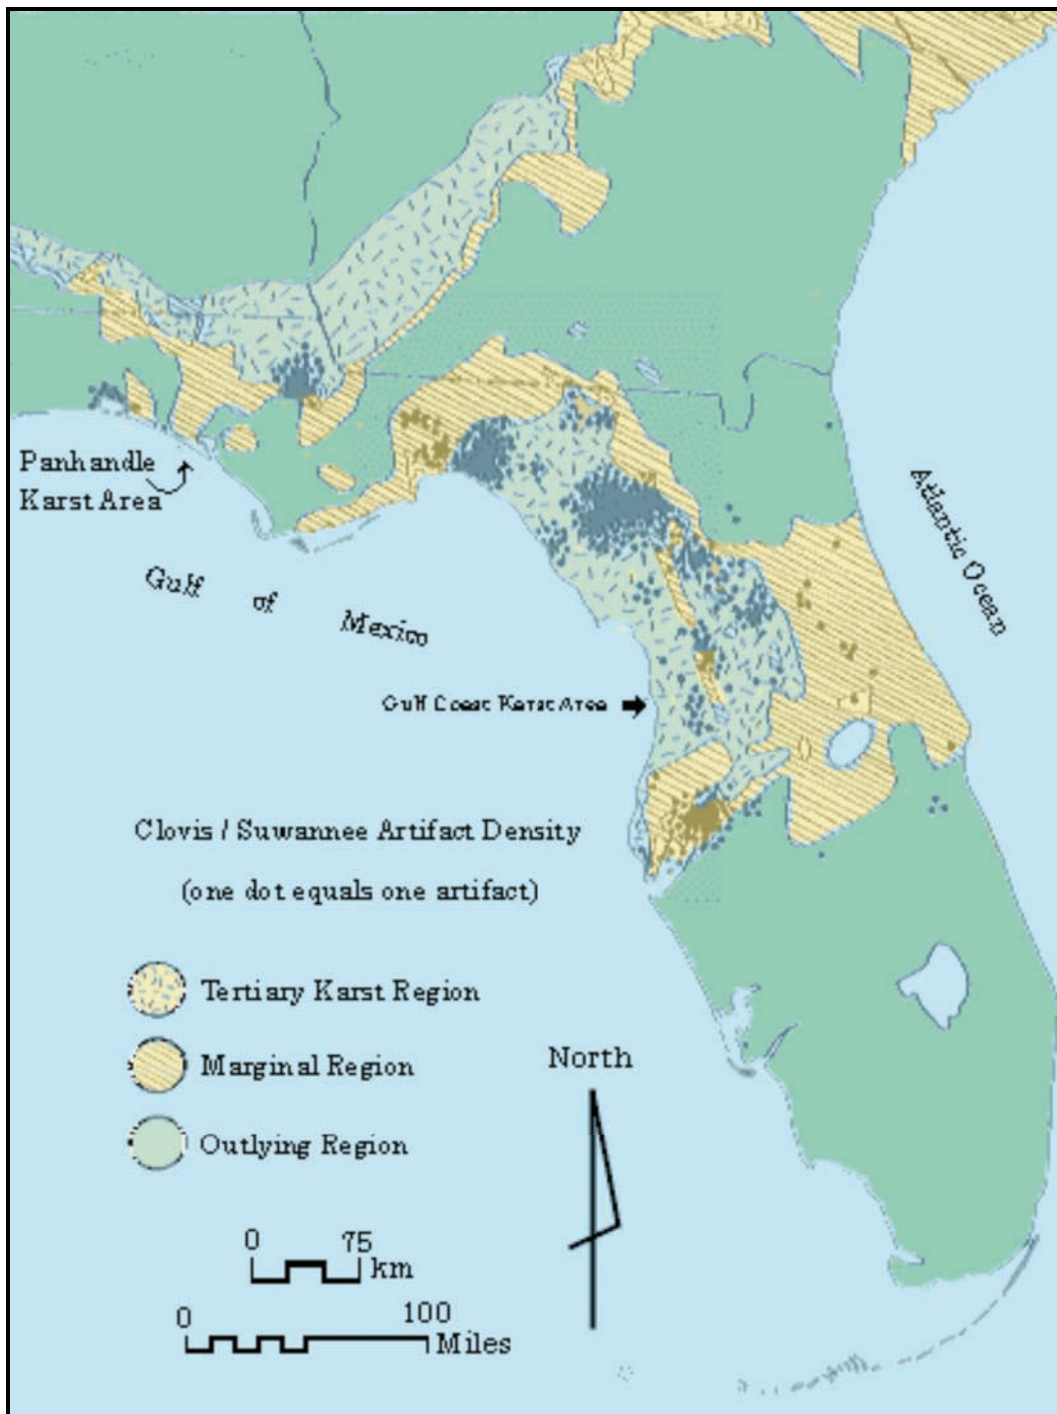 Panhandle
Karst Area
Atlantic Ocean
Gulf of Mexico
Gulf Coast Karst Area
Clovis / Suwannee Artifact Density
(one dot equals one artifact)
Tertiary Karst Region
Marginal Region
Outlying Region
North
0 75
km
0 100
Miles